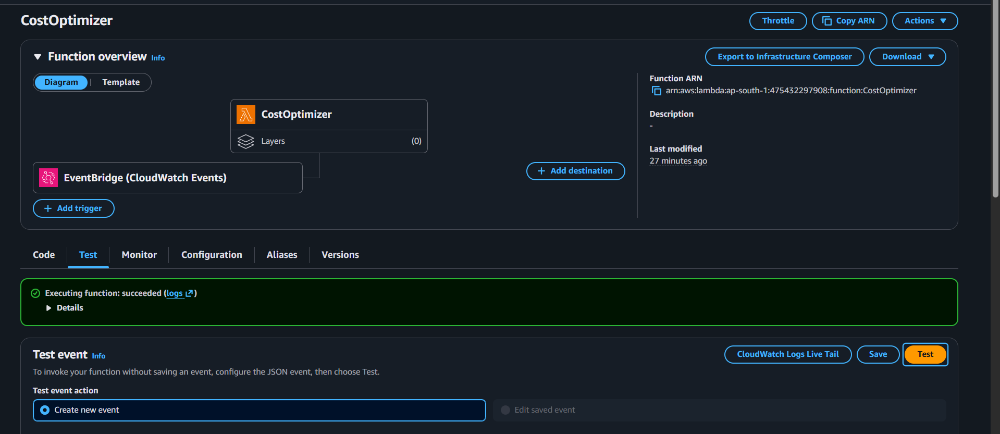 CostOptimizer
Throttle
Copy ARN
Actions
Function overview Info
Export to Infrastructure Composer
Download
Diagram
Template
CostOptimizer
Layers
(0)
EventBridge (CloudWatch Events)
Add trigger
Add destination
Function ARN
arn:aws:lambda:ap-south-1:475432297908:function:CostOptimizer
Description
-
Last modified
27 minutes ago
Code
Test
Monitor
Configuration
Aliases
Versions
Executing function: succeeded (logs)
Details
Test event Info
CloudWatch Logs Live Tail
Save
Test
To invoke your function without saving an event, configure the JSON event, then choose Test.
Test event action
Create new event
Edit saved event